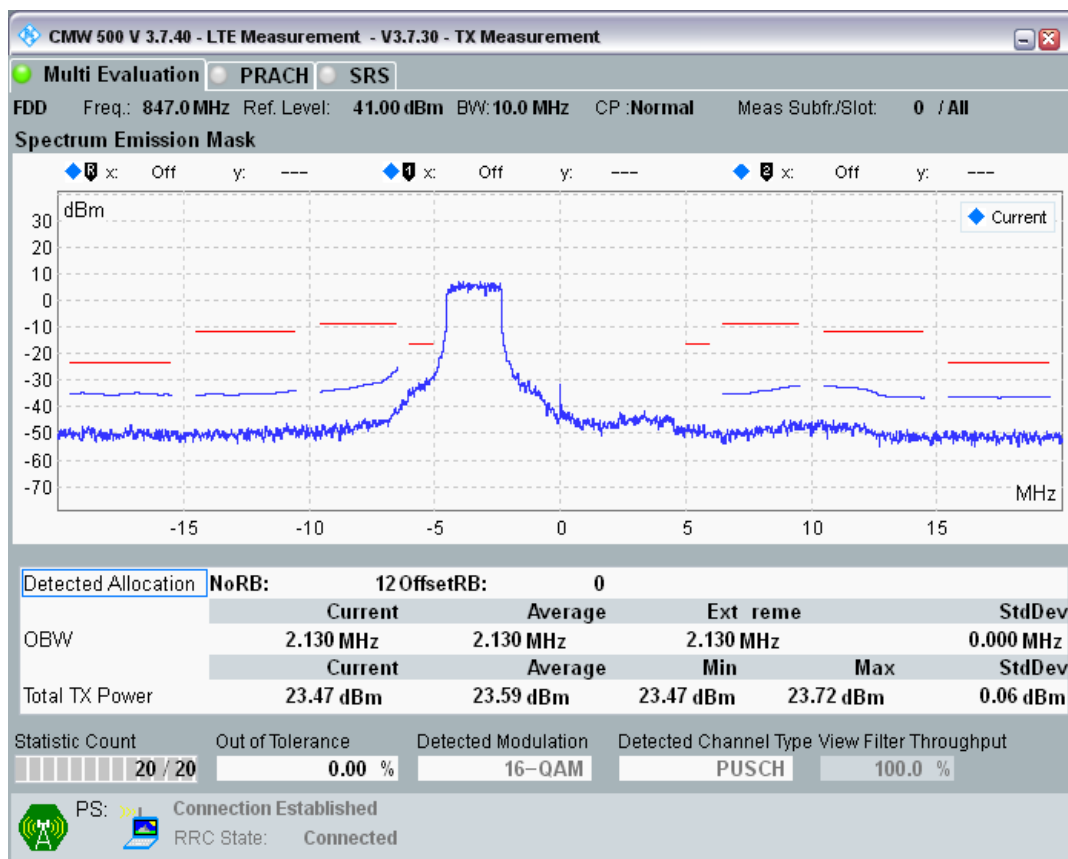 CMW 500 V 3.7.40 - LTE Measurement - V3.7.30 - TX Measurement
Multi Evaluation PRACH SRS
FDD Freq.: 847.0 MHz Ref. Level: 41.00 dBm BW: 10.0 MHz CP :Normal Meas Subfr./Slot: 0 / All
Spectrum Emission Mask
R x: Off y: --- 1 x: Off y: --- 2 x: Off y: ---
dBm
Current
30
20
10
0
-10
-20
-30
-40
-50
-60
-70
MHz
-15 -10 -5 0 5 10 15
Detected Allocation NoRB: 12 OffsetRB: 0
Current Average Ext reme StdDev
OBW 2.130 MHz 2.130 MHz 2.130 MHz 0.000 MHz
Current Average Min Max StdDev
Total TX Power 23.47 dBm 23.59 dBm 23.47 dBm 23.72 dBm 0.06 dBm
Statistic Count Out of Tolerance Detected Modulation Detected Channel Type View Filter Throughput
20 / 20 0.00 % 16-QAM PUSCH 100.0 %
PS: Connection Established
RRC State: Connected